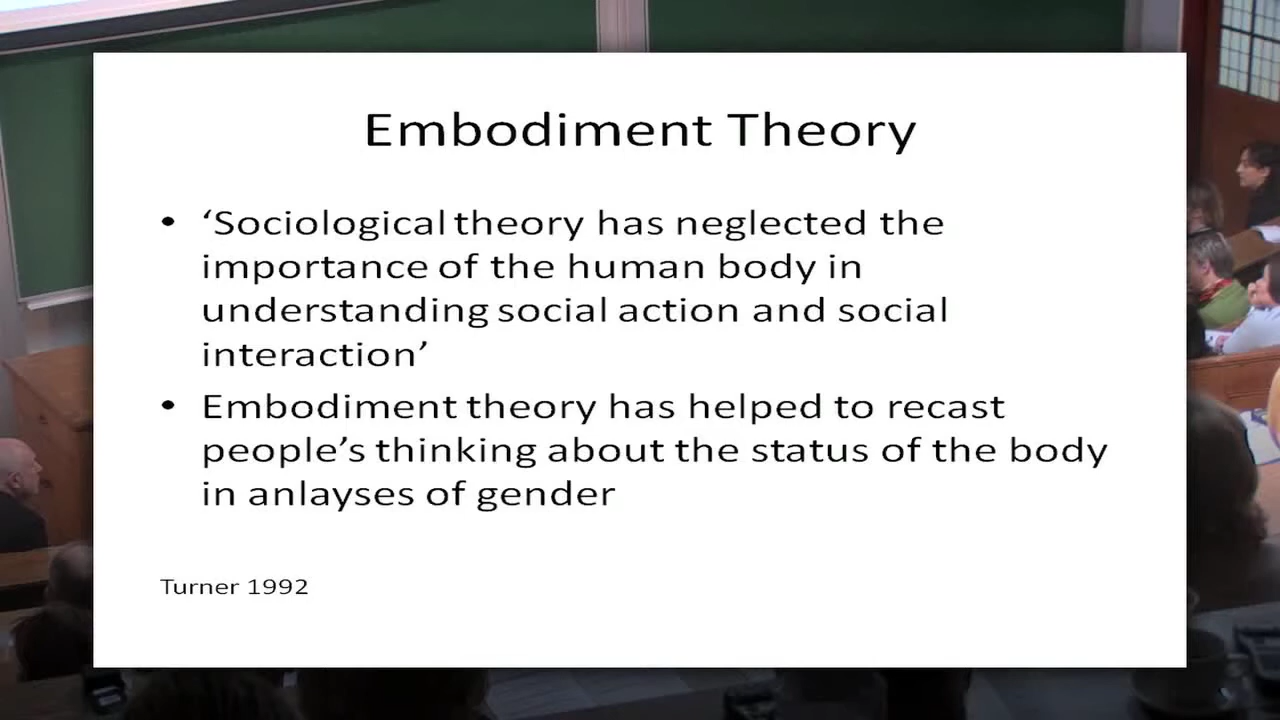 Embodiment Theory
• ‘Sociological theory has neglected the
importance of the human body in
understanding social action and social
interaction’
• Embodiment theory has helped to recast
people’s thinking about the status of the body
in anlayses of gender
Turner 1992